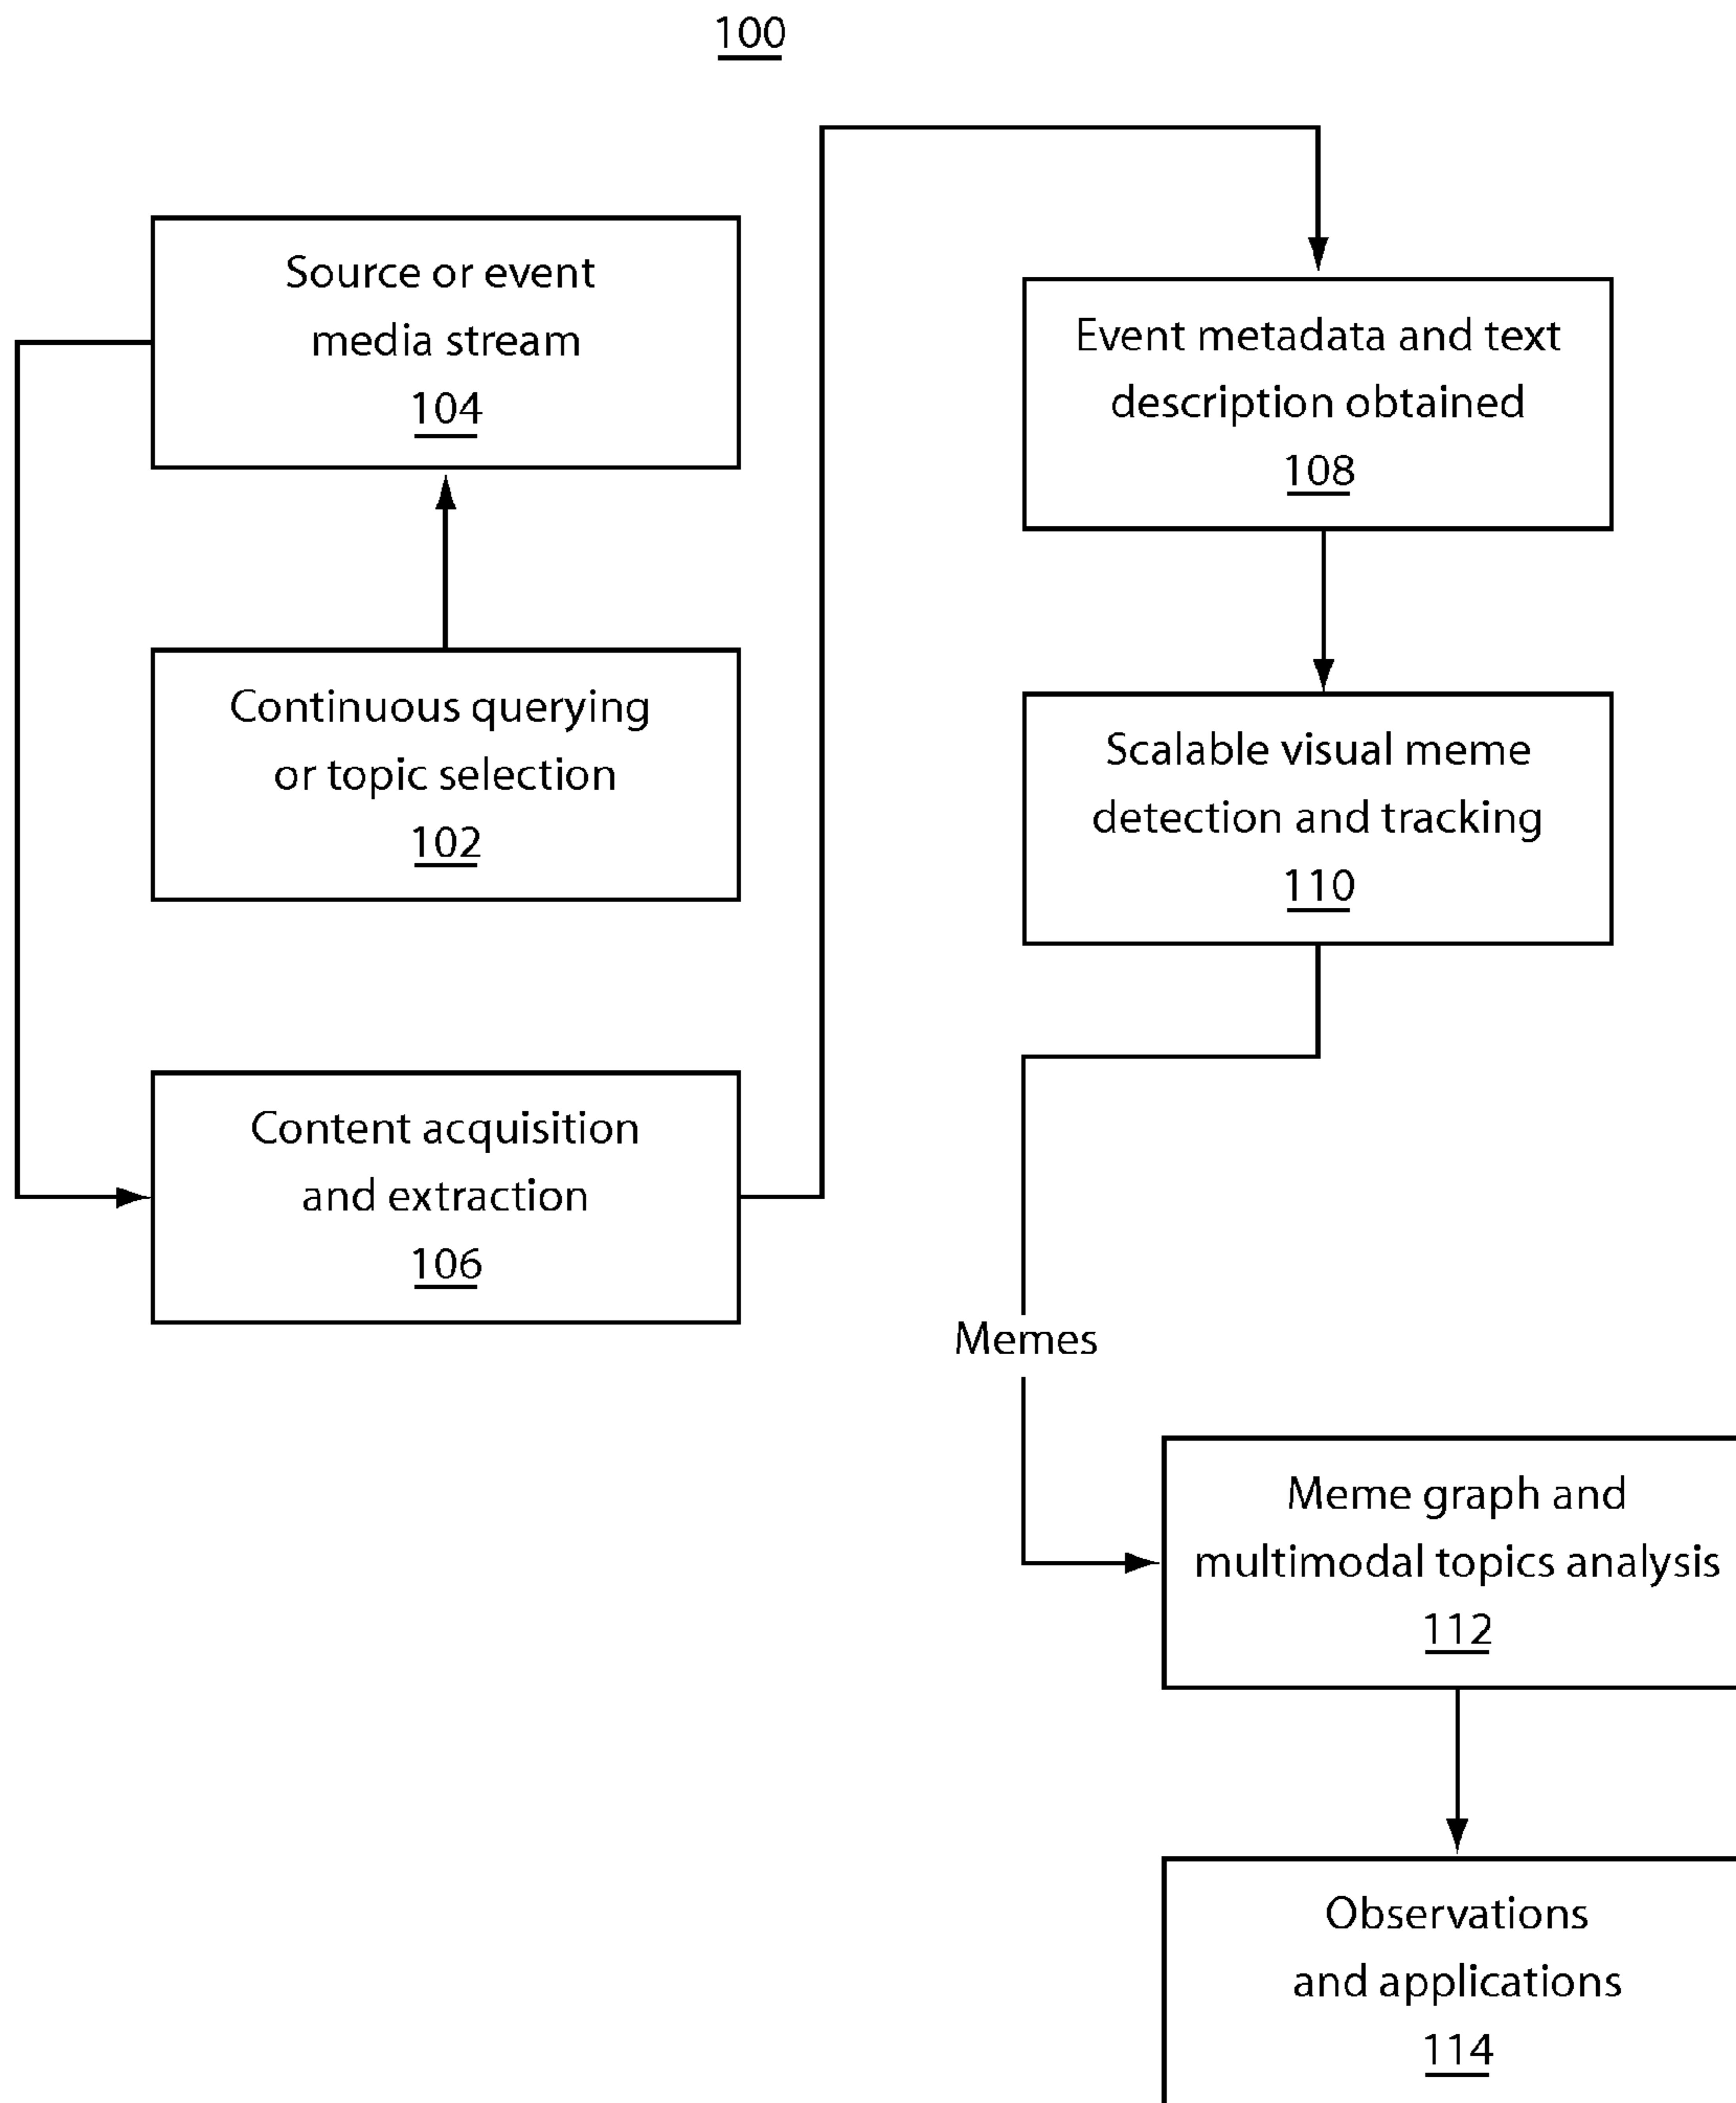 100
Source or event
media stream
104
Continuous querying
or topic selection
102
Content acquisition
and extraction
106
Event metadata and text
description obtained
108
Scalable visual meme
detection and tracking
110
Memes
Meme graph and
multimodal topics analysis
112
Observations
and applications
114